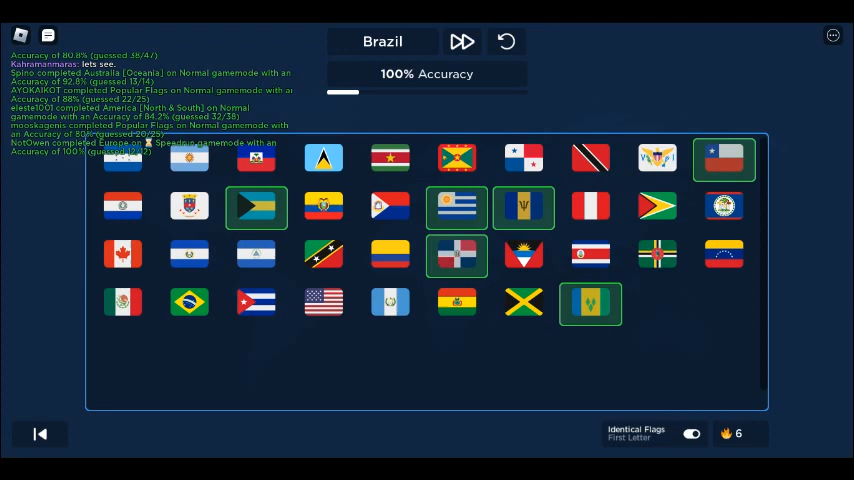 Brazil
100% Accuracy
Accuracy of 80.8% (guessed 38/47)
Kahramanmaras: lets see.
Spino completed Australia [Oceania] on Normal gamemode with an
Accuracy of 92.8% (guessed 13/14)
AYOKAIKOT completed Popular Flags on Normal gamemode with an
Accuracy of 88% (guessed 22/25)
eleste1001 completed America [North & South] on Normal
gamemode with an Accuracy of 84.2% (guessed 32/38)
mooskagenis completed Popular Flags on Normal gamemode with
an Accuracy of 80% (guessed 20/25)
NotOwen completed Europe on Speedrun gamemode with an
Accuracy of 100% (guessed 12/12)
Identical Flags
First Letter
6